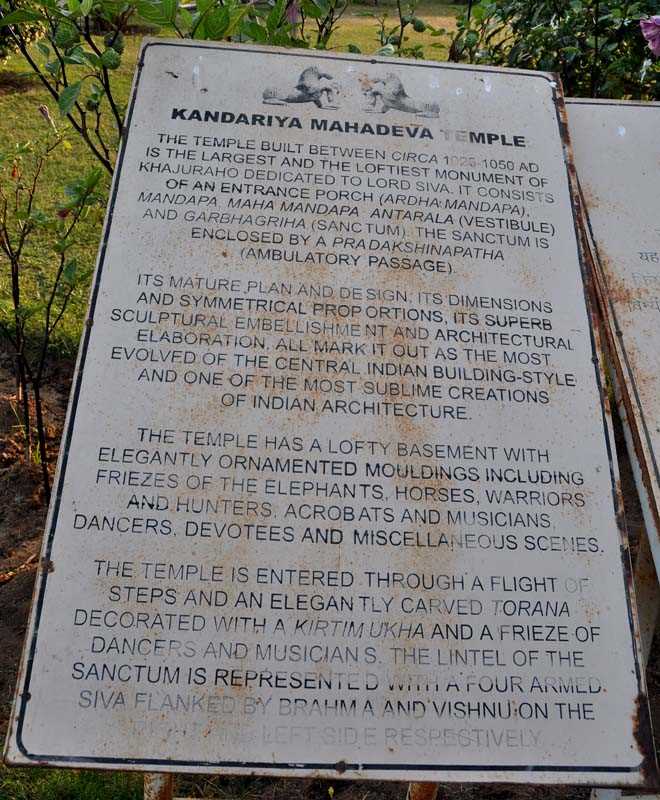 KANDARIYA MAHADEVA TEMPLE
THE TEMPLE BUILT BETWEEN CIRCA 1025-1050 AD
IS THE LARGEST AND THE LOFTIEST MONUMENT OF
KHAJURAHO DEDICATED TO LORD SIVA. IT CONSISTS
OF AN ENTRANCE PORCH (ARDHA-MANDAPA),
MANDAPA, MAHA MANDAPA ANTARALA (VESTIBULE)
AND GARBHAGRIHA (SANCTUM). THE SANCTUM IS
ENCLOSED BY A PRADAKSHINAPATHA
(AMBULATORY PASSAGE).
ITS MATURE PLAN AND DESIGN, ITS DIMENSIONS
AND SYMMETRICAL PROPORTIONS, ITS SUPERB
SCULPTURAL EMBELLISHMENT AND ARCHITECTURAL
ELABORATION, ALL MARK IT OUT AS THE MOST
EVOLVED OF THE CENTRAL INDIAN BUILDING-STYLE
AND ONE OF THE MOST SUBLIME CREATIONS
OF INDIAN ARCHITECTURE.
THE TEMPLE HAS A LOFTY BASEMENT WITH
ELEGANTLY ORNAMENTED MOULDINGS INCLUDING
FRIEZES OF THE ELEPHANTS, HORSES, WARRIORS
AND HUNTERS, ACROBATS AND MUSICIANS,
DANCERS, DEVOTEES AND MISCELLANEOUS SCENES.
THE TEMPLE IS ENTERED THROUGH A FLIGHT OF
STEPS AND AN ELEGANTLY CARVED TORANA
DECORATED WITH A KIRTIMUKHA AND A FRIEZE OF
DANCERS AND MUSICIANS. THE LINTEL OF THE
SANCTUM IS REPRESENTED WITH A FOUR ARMED
SIVA FLANKED BY BRAHMA AND VISHNU ON THE
LEFT SIDE RESPECTIVELY
यह